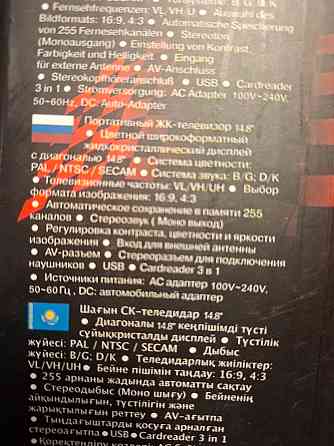 B/G; D/K
● Fernsehfrequenzen: VL, VH, U ● Auswahl des
Bildformats: 16:9, 4:3 ● Automatische Speicherung
von 255 Fernsehkanälen ● Stereoton
(Monoausgang) ● Einstellung von Kontrast,
Farbigkeit und Helligkeit ● Eingang
für externe Antenne ● AV-Anschluss
● Stereokopfhöreranschluß ● USB ● Cardreader
3 in 1 ● Stromversorgung: AC Adapter 100V~240V,
50~60Hz, DC: Auto-Adapter
Портативный ЖК-телевизор 14.8"
● Цветной широкоформатный
жидкокристаллический дисплей
с диагональю 14.8" ● Система цветности:
PAL / NTSC / SECAM ● Система звука: B/G; D/K
● Телевизионные частоты: VL/VH/UH ● Выбор
формата изображения: 16:9, 4:3
● Автоматическое сохранение в памяти 255
каналов ● Стереозвук ( Моно выход)
● Регулировка контраста, цветности и яркости
изображения ● Вход для внешней антенны
● AV-разъем ● Стереоразъем для подключения
наушников ● USB ● Cardreader 3 в 1
● Источники питания: AC адаптер 100V~240V,
50~60Гц , DC: автомобильный адаптер
Шағын СК-теледидар 14.8"
● Диагоналы 14.8" кеңпішімді түсті
сұйықкристалды дисплей ● Түстілік
жүйесі: PAL / NTSC / SECAM ● Дыбыс
жүйесі: B/G; D/K ● Теледидарлық жиіліктер:
VL/VH/UH ● Бейне пішімін таңдау: 16:9, 4:3
● 255 арнаны жадында автоматты сақтау
● Стереодыбыс (Моно шығу) ● Бейненің
айқындылығын, түстілігін және
жарықтылығын реттеу ● AV-ағытпа
● Тыңдағыштарды қосуға арналған
стереоағытпа ● USB ● Cardreader 3 in 1